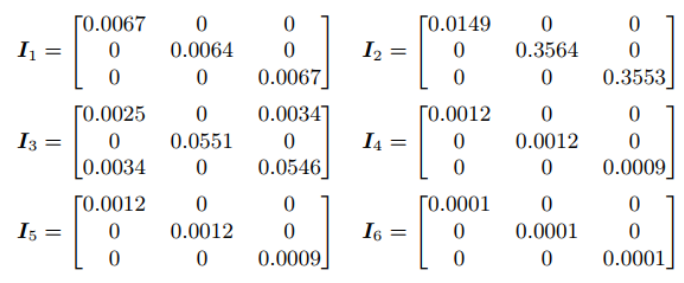 I₁ = [0.0067 0 0 I₂ = [0.0149 0 0
0 0.0064 0 0 0.3564 0
0 0 0.0067] 0 0 0.3553]
I₃ = [0.0025 0 0.0034 I₄ = [0.0012 0 0
0 0.0551 0 0 0.0012 0
0.0034 0 0.0546] 0 0 0.0009]
I₅ = [0.0012 0 0 I₆ = [0.0001 0 0
0 0.0012 0 0 0.0001 0
0 0 0.0009] 0 0 0.0001]